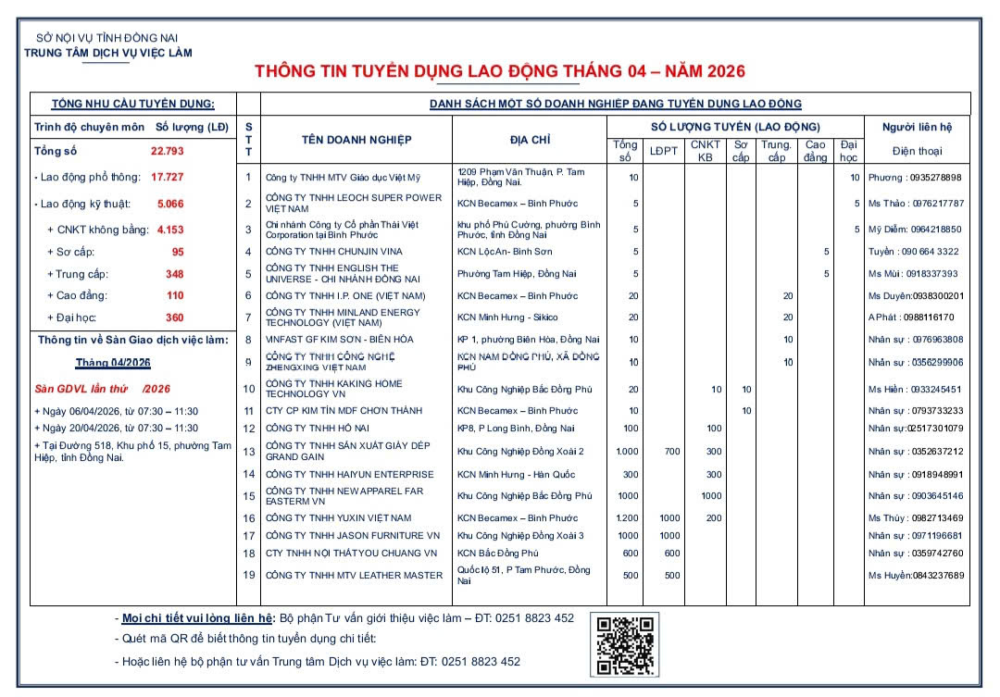 SỞ NỘI VỤ TỈNH ĐỒNG NAI
TRUNG TÂM DỊCH VỤ VIỆC LÀM
THÔNG TIN TUYỂN DỤNG LAO ĐỘNG THÁNG 04 – NĂM 2026
TỔNG NHU CẦU TUYỂN DỤNG:
Trình độ chuyên môn Số lượng (LĐ)
Tổng số 22.793
- Lao động phổ thông: 17.727
- Lao động kỹ thuật: 5.066
+ CNKT không bằng: 4.153
+ Sơ cấp: 95
+ Trung cấp: 348
+ Cao đẳng: 110
+ Đại học: 360
Thông tin về Sàn Giao dịch việc làm:
Tháng 04/2026
Sàn GDVL lần thứ /2026
+ Ngày 06/04/2026, từ 07:30 – 11:30
+ Ngày 20/04/2026, từ 07:30 – 11:30
+ Tại Đường 518, Khu phố 15, phường Tam
Hiệp, tỉnh Đồng Nai.
DANH SÁCH MỘT SỐ DOANH NGHIỆP ĐANG TUYỂN DỤNG LAO ĐỘNG
STT TÊN DOANH NGHIỆP ĐỊA CHỈ SỐ LƯỢNG TUYỂN (LAO ĐỘNG) Người liên hệ
Tổng số LĐPT CNKT KB Sơ cấp Trung. cấp Cao đẳng Đại học Điện thoại
1 Công ty TNHH MTV Giáo dục Việt Mỹ 1209 Phạm Văn Thuận, P. Tam Hiệp, Đồng Nai. 10 10 Phương : 0935278898
2 CÔNG TY TNHH LEOCH SUPER POWER VIỆT NAM KCN Becamex – Bình Phước 5 5 Ms Thảo : 0976217787
3 Chi nhánh Công ty Cổ phần Thái Việt Corporation tại Bình Phước khu phố Phú Cường, phường Bình Phước, tỉnh Đồng Nai 5 5 Mỹ Diễm: 0964218850
4 CÔNG TY TNHH CHUNJIN VINA KCN Lộc An- Bình Sơn 5 5 Tuyền : 090 664 3322
5 CÔNG TY TNHH ENGLISH THE UNIVERSE - CHI NHÁNH ĐỒNG NAI Phường Tam Hiệp, Đồng Nai 5 5 Ms Mùi : 0918337393
6 CÔNG TY TNHH I.P. ONE (VIỆT NAM) KCN Becamex – Bình Phước 20 20 Ms Duyên:0938300201
7 CÔNG TY TNHH MINLAND ENERGY TECHNOLOGY (VIỆT NAM) KCN Minh Hưng - Sikico 20 20 A Phát : 0988116170
8 VINFAST GF KIM SƠN - BIÊN HÒA KP 1, phường Biên Hòa, Đồng Nai 10 10 Nhân sự : 0976963808
9 CÔNG TY TNHH CÔNG NGHỆ ZHENGXING VIỆT NAM KCN NAM ĐỒNG PHÚ, XÃ ĐỒNG PHÚ 10 10 Nhân sự : 0356299906
10 CÔNG TY TNHH KAKING HOME TECHNOLOGY VN Khu Công Nghiệp Bắc Đồng Phú 20 10 10 Ms Hiền : 0933245451
11 CTY CP KIM TÍN MDF CHƠN THÀNH KCN Becamex – Bình Phước 10 10 Nhân sự : 0793733233
12 CÔNG TY TNHH HỐ NAI KP8, P Long Bình, Đồng Nai 100 100 Nhân sự:02517301079
13 CÔNG TY TNHH SẢN XUẤT GIÀY DÉP GRAND GAIN Khu Công Nghiệp Đồng Xoài 2 1.000 700 300 Nhân sự : 0352637212
14 CÔNG TY TNHH HAIYUN ENTERPRISE KCN Minh Hưng - Hàn Quốc 300 300 Nhân sự : 0918948991
15 CÔNG TY TNHH NEW APPAREL FAR EASTERM VN Khu Công Nghiệp Bắc Đồng Phú 1000 1000 Nhân sự : 0903645146
16 CÔNG TY TNHH YUXIN VIỆT NAM KCN Becamex – Bình Phước 1.200 1000 200 Ms Thúy : 0982713469
17 CÔNG TY TNHH JASON FURNITURE VN Khu Công Nghiệp Đồng Xoài 3 1000 1000 Nhân sự : 0971196681
18 CTY TNHH NỘI THẤT YOU CHUANG VN KCN Bắc Đồng Phú 600 600 Nhân sự : 0359742760
19 CÔNG TY TNHH MTV LEATHER MASTER Quốc lộ 51, P Tam Phước, Đồng Nai 500 500 Ms Huyền:0843237689
- Mọi chi tiết vui lòng liên hệ: Bộ phận Tư vấn giới thiệu việc làm – ĐT: 0251 8823 452
- Quét mã QR để biết thông tin tuyển dụng chi tiết:
- Hoặc liên hệ bộ phận tư vấn Trung tâm Dịch vụ việc làm: ĐT: 0251 8823 452